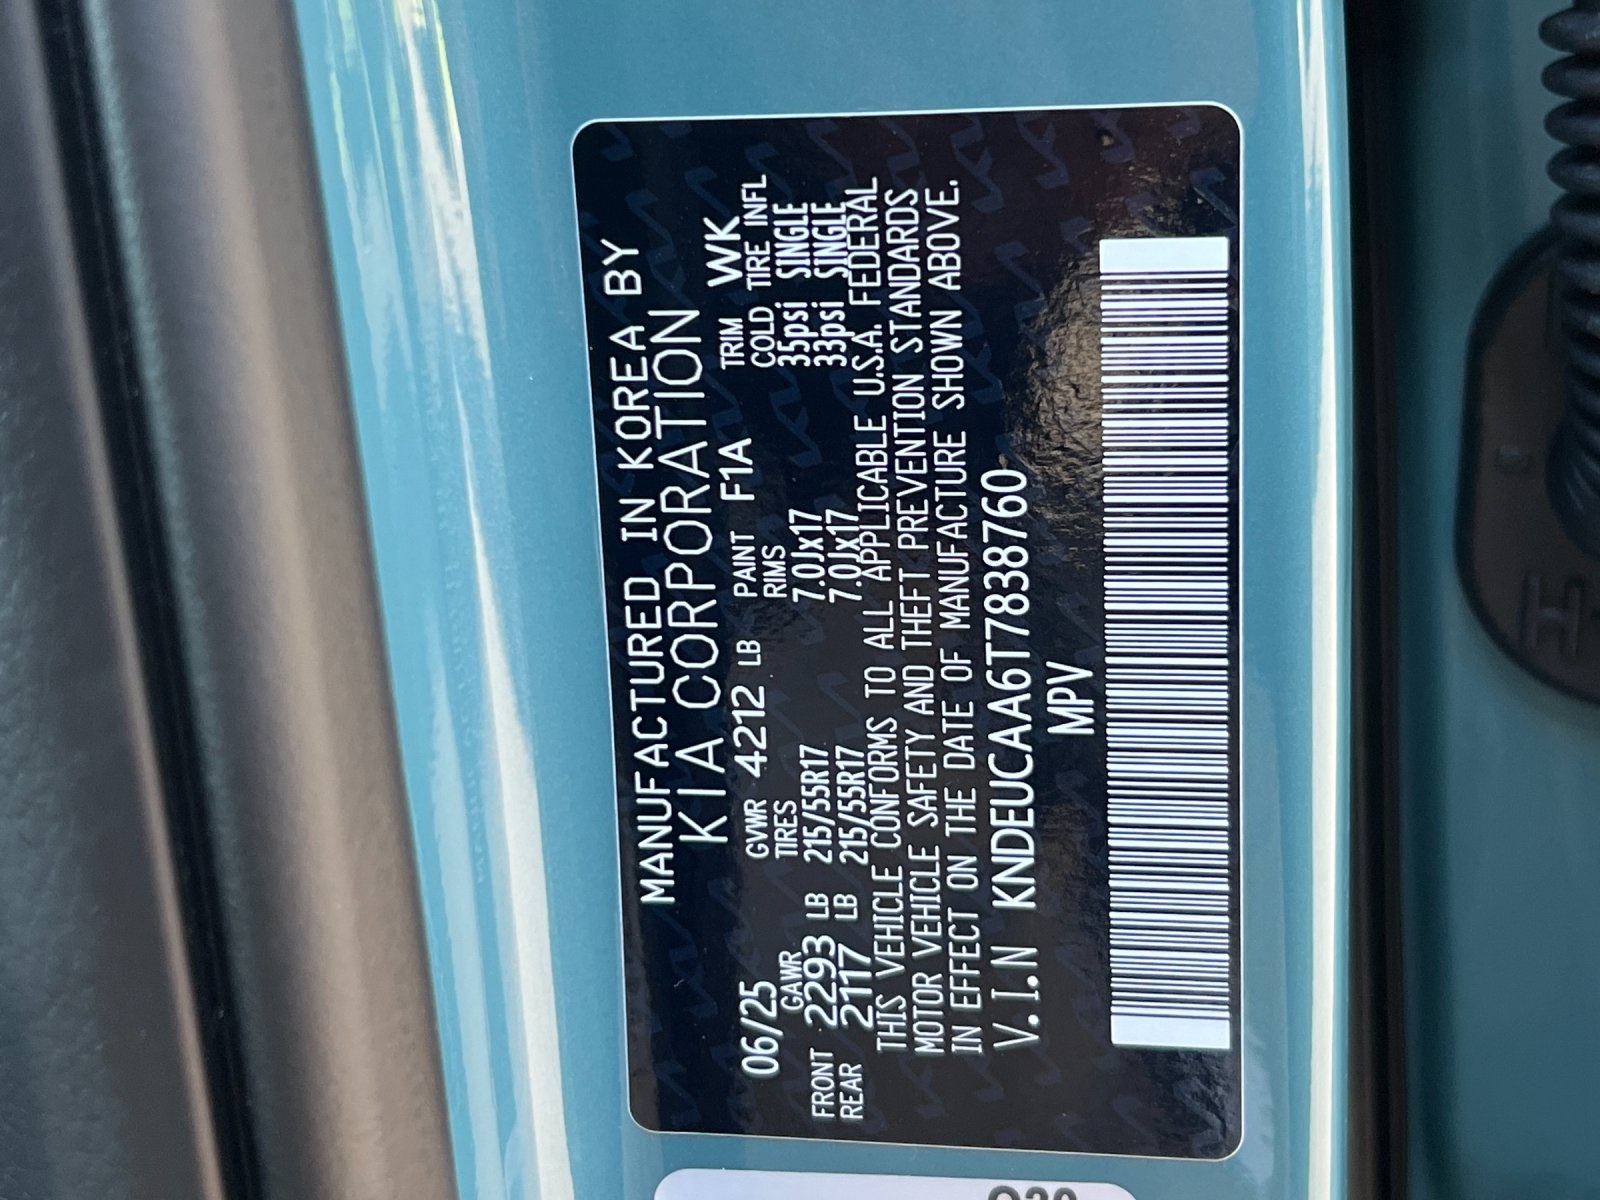 MANUFACTURED IN KOREA BY
KIA CORPORATION
06/25 GVWR 4212 LB PAINT F1A TRIM WK
GAWR TIRES RIMS COLD TIRE INFL
FRONT 2293 LB 215/55R17 7.0Jx17 35psi SINGLE
REAR 2117 LB 215/55R17 7.0Jx17 33psi SINGLE
THIS VEHICLE CONFORMS TO ALL APPLICABLE U.S.A. FEDERAL
MOTOR VEHICLE SAFETY AND THEFT PREVENTION STANDARDS
IN EFFECT ON THE DATE OF MANUFACTURE SHOWN ABOVE.
V.I.N KNDEUCAA6T7838760
MPV
H